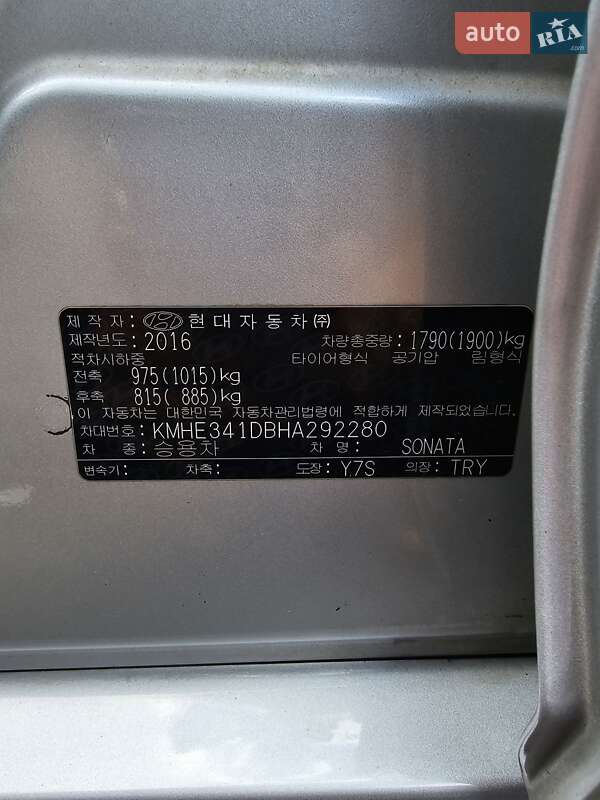 auto RIA .com
제 작 자 : 현대자동차㈜
제작년도 : 2016 차량총중량 : 1790(1900)kg
적차시하중 타이어형식 공기압 림형식
전축 975(1015)kg
후축 815( 885)kg
이 자동차는 대한민국 자동차관리법령에 적합하게 제작되었습니다.
차대번호 : KMHE341DBHA292280
차 종 : 승용차 차 명 : SONATA
변속기 : 차축 : 도장 : Y7S 의장 : TRY